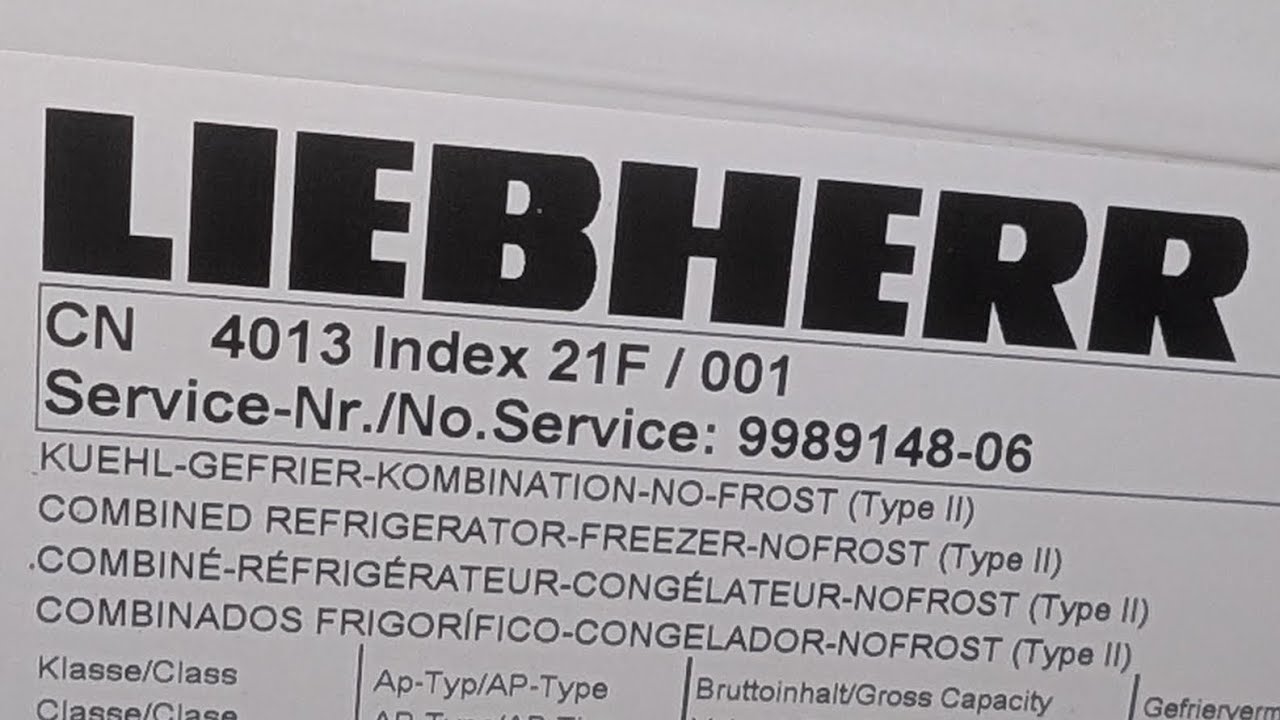 LIEBHERR
CN 4013 Index 21F / 001
Service-Nr./No.Service: 9989148-06
KUEHL-GEFRIER-KOMBINATION-NO-FROST (Type II)
COMBINED REFRIGERATOR-FREEZER-NOFROST (Type II)
COMBINÉ-RÉFRIGÉRATEUR-CONGÉLATEUR-NOFROST (Type II)
COMBINADOS FRIGORÍFICO-CONGELADOR-NOFROST (Type II)
Klasse/Class Ap-Typ/AP-Type Bruttoinhalt/Gross Capacity
Classe/Clase